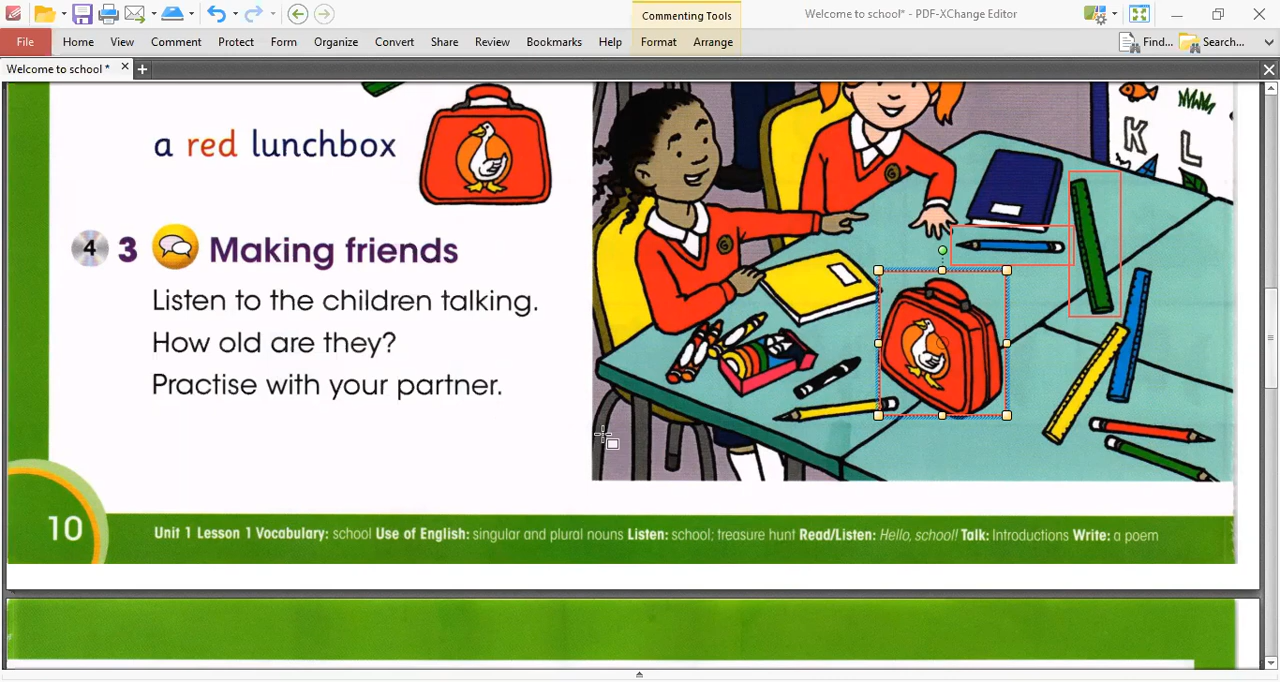 Commenting Tools
Welcome to school* - PDF-XChange Editor
File Home View Comment Protect Form Organize Convert Share Review Bookmarks Help Format Arrange Find... Search...
Welcome to school *
a red lunchbox
K L
4 3 Making friends
Listen to the children talking.
How old are they?
Practise with your partner.
10
Unit 1 Lesson 1 Vocabulary: school Use of English: singular and plural nouns Listen: school; treasure hunt Read/Listen: Hello, school! Talk: Introductions Write: a poem